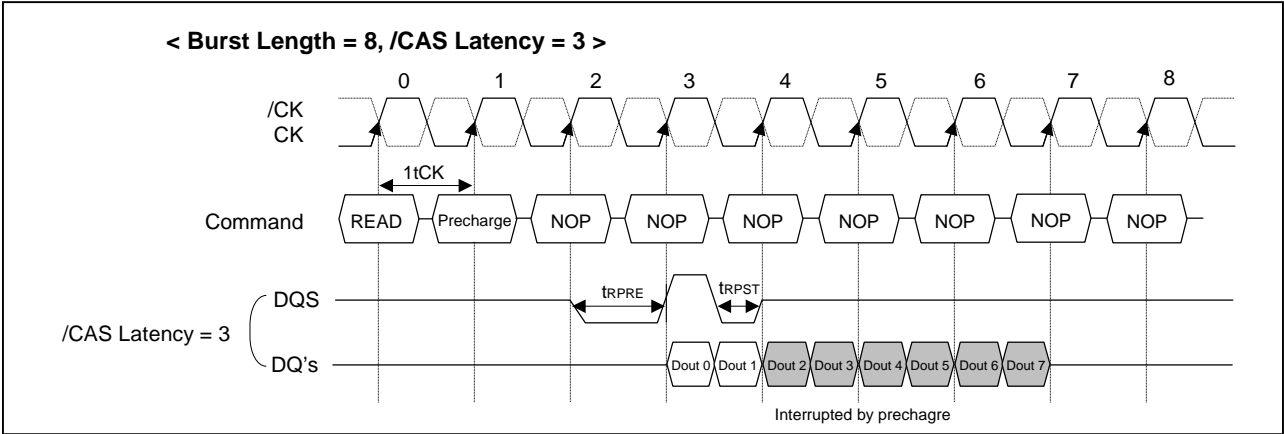 < Burst Length = 8, /CAS Latency = 3 >
0 1 2 3 4 5 6 7 8
/CK
CK
1tCK
Command READ Precharge NOP NOP NOP NOP NOP NOP NOP
DQS tRPRE tRPST
/CAS Latency = 3
DQ's Dout 0 Dout 1 Dout 2 Dout 3 Dout 4 Dout 5 Dout 6 Dout 7
Interrupted by prechagre